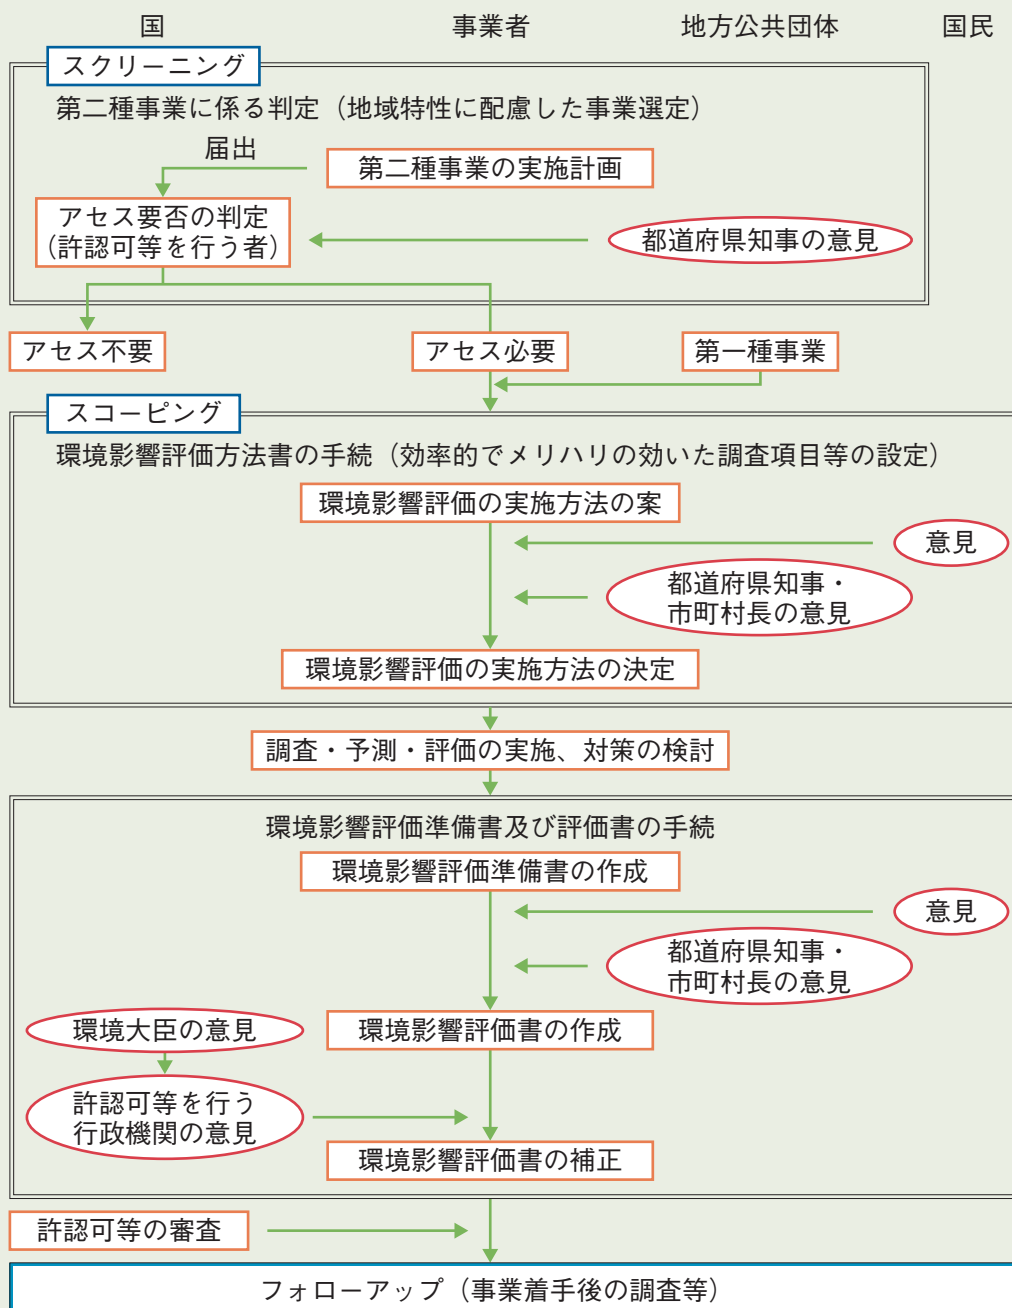 国 事業者 地方公共団体 国民
スクリーニング
第二種事業に係る判定（地域特性に配慮した事業選定）
届出
第二種事業の実施計画
アセス要否の判定
（許認可等を行う者）
都道府県知事の意見
アセス不要
アセス必要
第一種事業
スコーピング
環境影響評価方法書の手続（効率的でメリハリの効いた調査項目等の設定）
環境影響評価の実施方法の案
意見
都道府県知事・
市町村長の意見
環境影響評価の実施方法の決定
調査・予測・評価の実施、対策の検討
環境影響評価準備書及び評価書の手続
環境影響評価準備書の作成
意見
都道府県知事・
市町村長の意見
環境大臣の意見
環境影響評価書の作成
許認可等を行う
行政機関の意見
環境影響評価書の補正
許認可等の審査
フォローアップ（事業着手後の調査等）